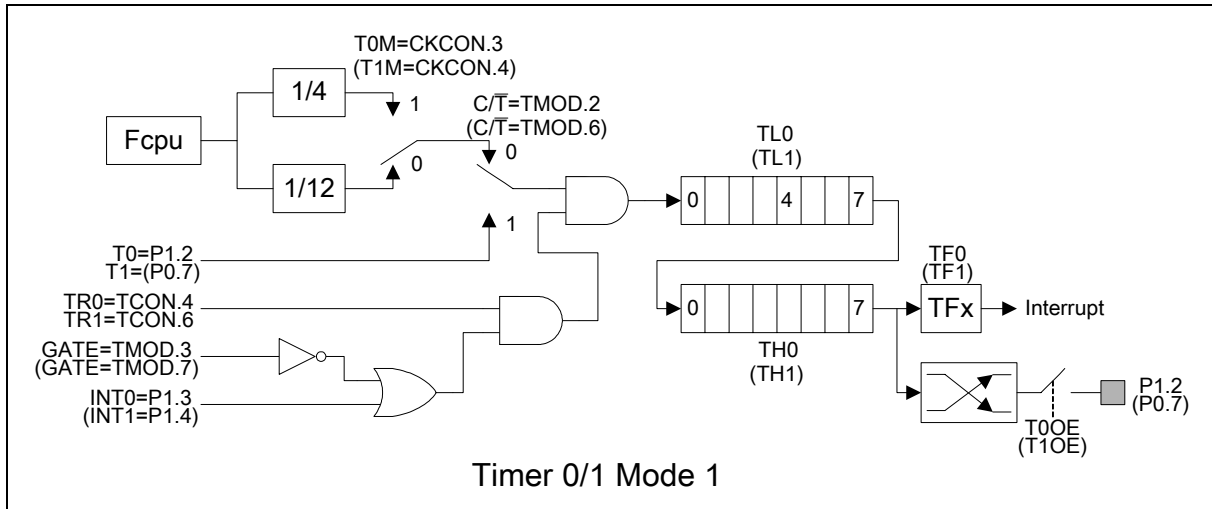 T0M=CKCON.3
(T1M=CKCON.4)
1/4
1
C/T̅=TMOD.2
(C/T̅=TMOD.6)
Fcpu
0
0
TL0
(TL1)
1/12
0 4 7
1
T0=P1.2
T1=(P0.7)
TF0
(TF1)
TR0=TCON.4
TR1=TCON.6
0 7
TFx
Interrupt
GATE=TMOD.3
(GATE=TMOD.7)
TH0
(TH1)
INT0=P1.3
(INT1=P1.4)
P1.2
(P0.7)
T0OE
(T1OE)
Timer 0/1 Mode 1